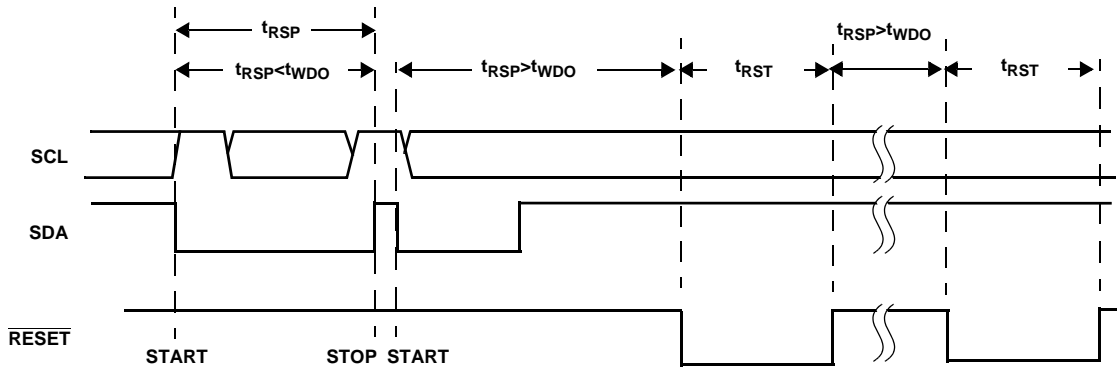 tRSP
tRSP<tWDO
tRSP>tWDO
tRST
tRSP>tWDO
tRST
SCL
SDA
RESET
START
STOP
START